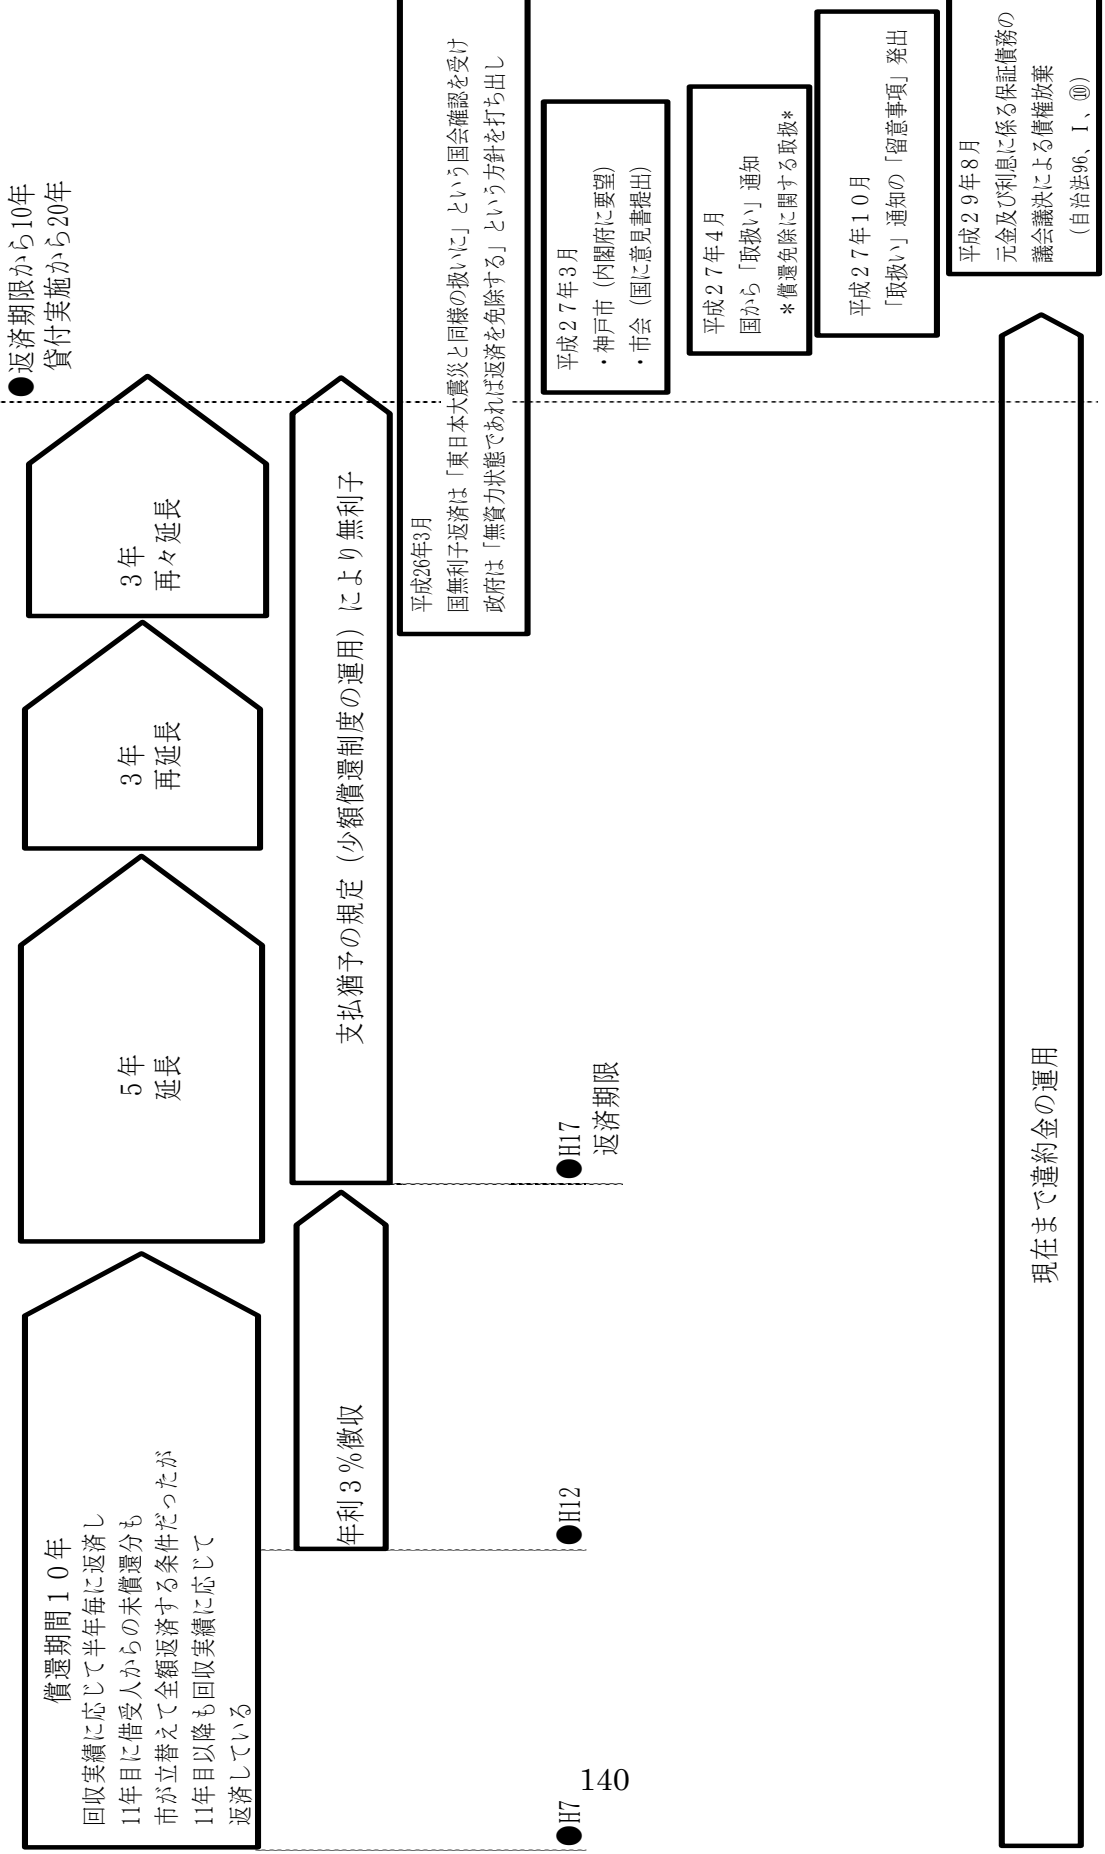 償還期間１０年
回収実績に応じて半年毎に返済し
11年目に借受人からの未償還分も
市が立替えて全額返済する条件だったが
11年目以降も回収実績に応じて
返済している
５年
延長
３年
再延長
３年
再々延長
●返済期限から10年
貸付実施から20年
年利３％徴収
支払猶予の規定（少額償還制度の運用）により無利子
平成26年3月
国無利子返済は「東日本大震災と同様の扱いに」という国会確認を受け
政府は「無資力状態であれば返済を免除する」という方針を打ち出し
●H7
●H12
●H17
返済期限
平成２７年３月
・神戸市（内閣府に要望）
・市会（国に意見書提出）
平成２７年４月
国から「取扱い」通知
＊償還免除に関する取扱＊
平成２７年１０月
「取扱い」通知の「留意事項」発出
平成２９年８月
元金及び利息に係る保証債務の
議会議決による債権放棄
（自治法96、Ⅰ、⑩）
現在まで違約金の運用
140